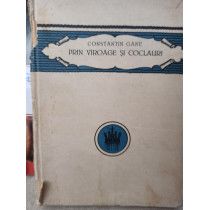 CONSTANTIN GANE
PRIN VIROAGE ȘI COCLAURI